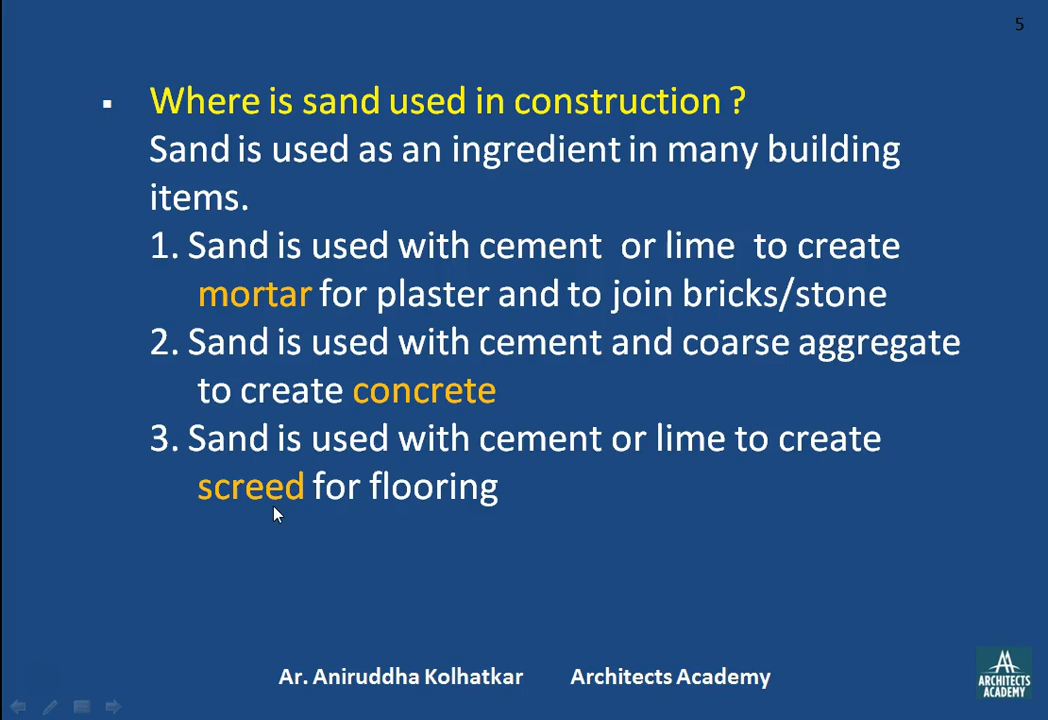 5
▪ Where is sand used in construction ?
Sand is used as an ingredient in many building
items.
1. Sand is used with cement or lime to create
mortar for plaster and to join bricks/stone
2. Sand is used with cement and coarse aggregate
to create concrete
3. Sand is used with cement or lime to create
screed for flooring
Ar. Aniruddha Kolhatkar Architects Academy
ARCHITECTS
ACADEMY